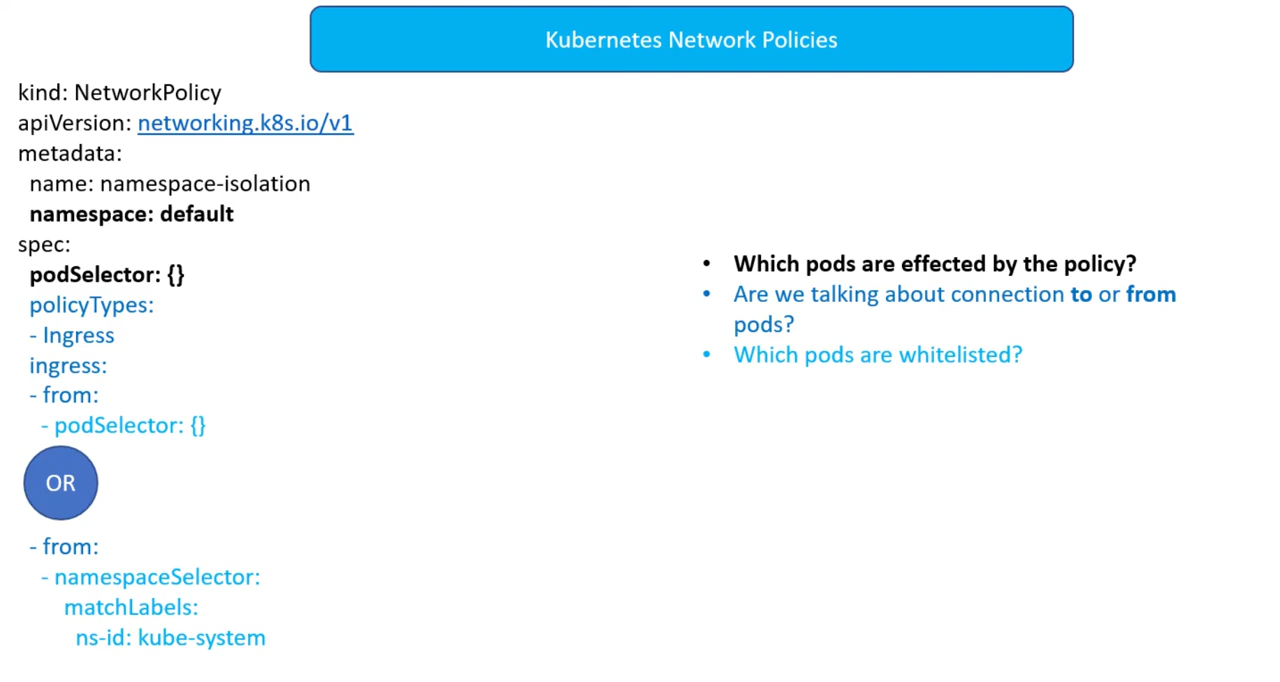 Kubernetes Network Policies
kind: NetworkPolicy
apiVersion: networking.k8s.io/v1
metadata:
name: namespace-isolation
namespace: default
spec:
podSelector: {}
policyTypes:
- Ingress
ingress:
- from:
- podSelector: {}
OR
- from:
- namespaceSelector:
matchLabels:
ns-id: kube-system
• Which pods are effected by the policy?
• Are we talking about connection to or from
pods?
• Which pods are whitelisted?